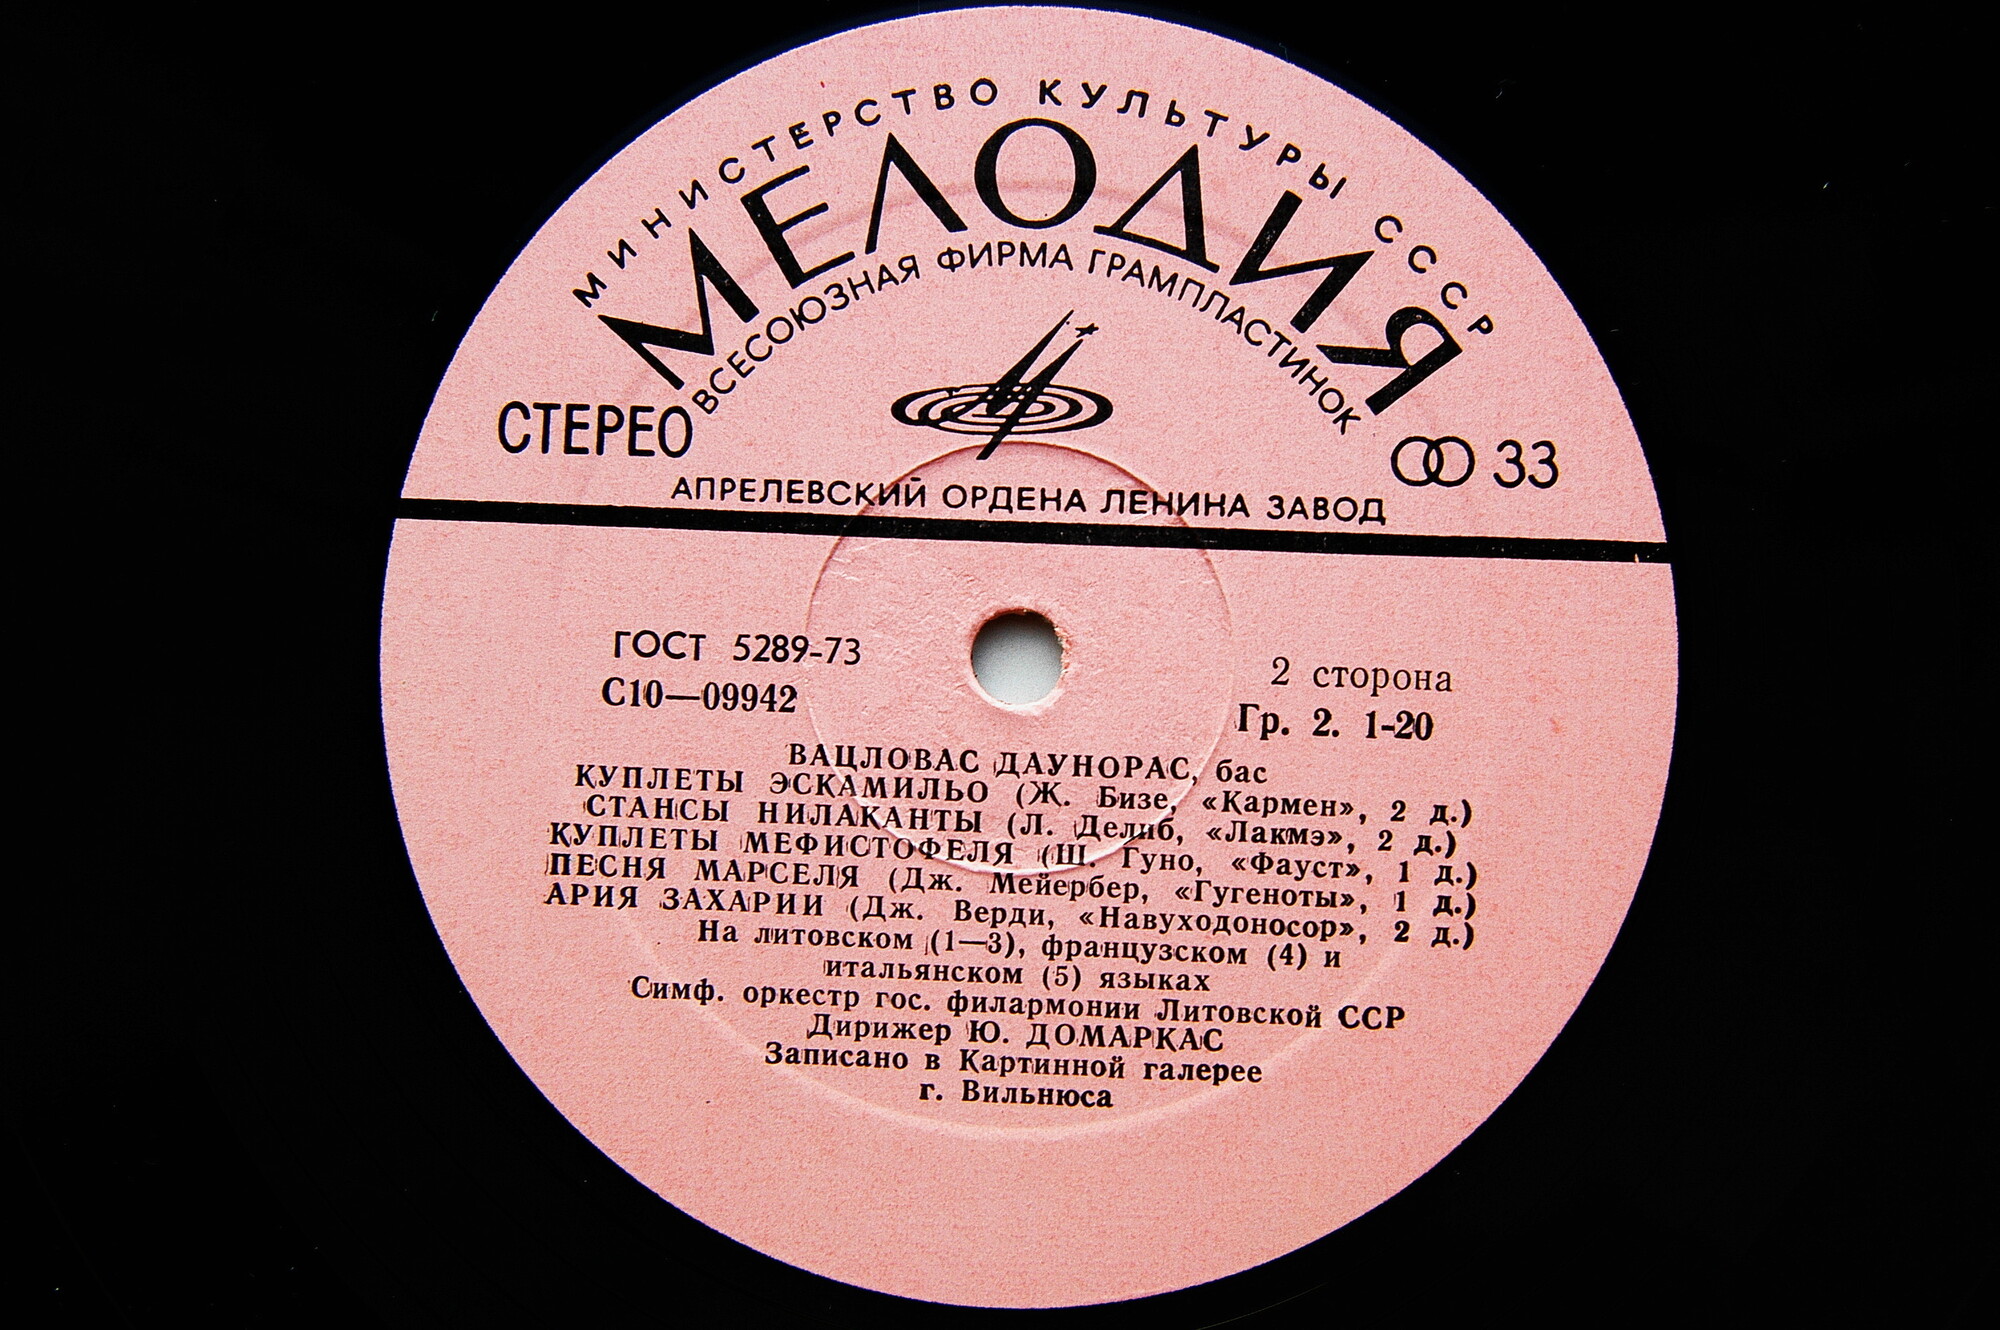 МИНИСТЕРСТВО КУЛЬТУРЫ СССР
МЕЛОДИЯ
ВСЕСОЮЗНАЯ ФИРМА ГРАМПЛАСТИНОК
СТЕРЕО
33
АПРЕЛЕВСКИЙ ОРДЕНА ЛЕНИНА ЗАВОД
ГОСТ 5289-73
2 сторона
С10—09942
Гр. 2. 1-20
ВАЦЛОВАС ДАУНОРАС, бас
КУПЛЕТЫ ЭСКАМИЛЬО (Ж. Бизе, «Кармен», 2 д.)
СТАНСЫ НИЛАКАНТЫ (Л. Делиб, «Лакмэ», 2 д.)
КУПЛЕТЫ МЕФИСТОФЕЛЯ (Ш. Гуно, «Фауст», 1 д.)
ПЕСНЯ МАРСЕЛЯ (Дж. Мейербер, «Гугеноты», 1 д.)
АРИЯ ЗАХАРИИ (Дж. Верди, «Навуходоносор», 2 д.)
На литовском (1—3), французском (4) и
итальянском (5) языках
Симф. оркестр гос. филармонии Литовской ССР
Дирижер Ю. ДОМАРКАС
Записано в Картинной галерее
г. Вильнюса